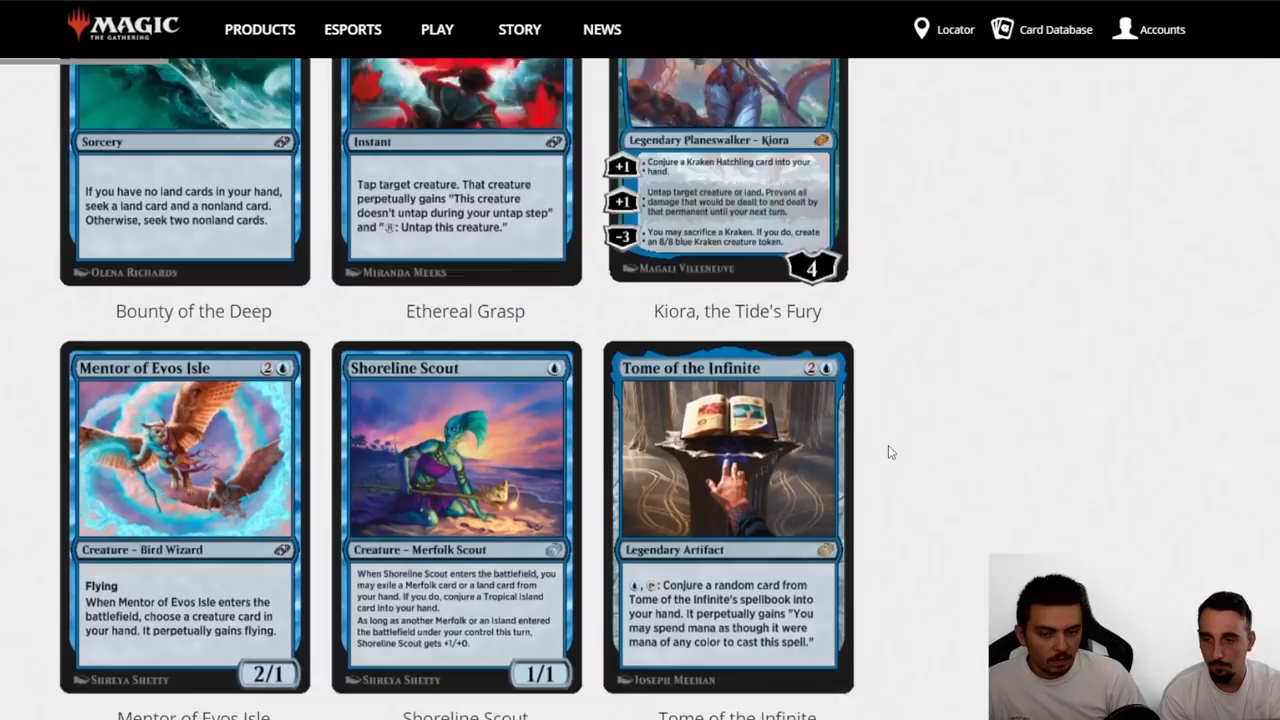 MAGIC
THE GATHERING
PRODUCTS
ESPORTS
PLAY
STORY
NEWS
Locator
Card Database
Accounts
Sorcery
If you have no land cards in your hand,
seek a land card and a nonland card.
Otherwise, seek two nonland cards.
OLENA RICHARDS
Bounty of the Deep
Instant
Tap target creature. That creature
perpetually gains "This creature
doesn't untap during your untap step"
and "8: Untap this creature."
MIRANDA MEEKS
Ethereal Grasp
Legendary Planeswalker – Kiora
+1
Conjure a Kraken Hatchling card into your
hand.
+1
Untap target creature or land. Prevent all
damage that would be dealt to and dealt by
that permanent until your next turn.
-3
You may sacrifice a Kraken. If you do, create
an 8/8 blue Kraken creature token.
MAGALI VILLENEUVE
4
Kiora, the Tide's Fury
Mentor of Evos Isle 2
Creature – Bird Wizard
Flying
When Mentor of Evos Isle enters the
battlefield, choose a creature card in
your hand. It perpetually gains flying.
SHREYA SHETTY
2/1
Mentor of Evos Isle
Shoreline Scout
Creature – Merfolk Scout
When Shoreline Scout enters the battlefield, you
may exile a Merfolk card or a land card from
your hand. If you do, conjure a Tropical Island
card into your hand.
As long as another Merfolk or an Island entered
the battlefield under your control this turn,
Shoreline Scout gets +1/+0.
SHREYA SHETTY
1/1
Shoreline Scout
Tome of the Infinite 2
Legendary Artifact
: Conjure a random card from
Tome of the Infinite's spellbook into
your hand. It perpetually gains "You
may spend mana as though it were
mana of any color to cast this spell."
JOSEPH MEEHAN
Tome of the Infinite